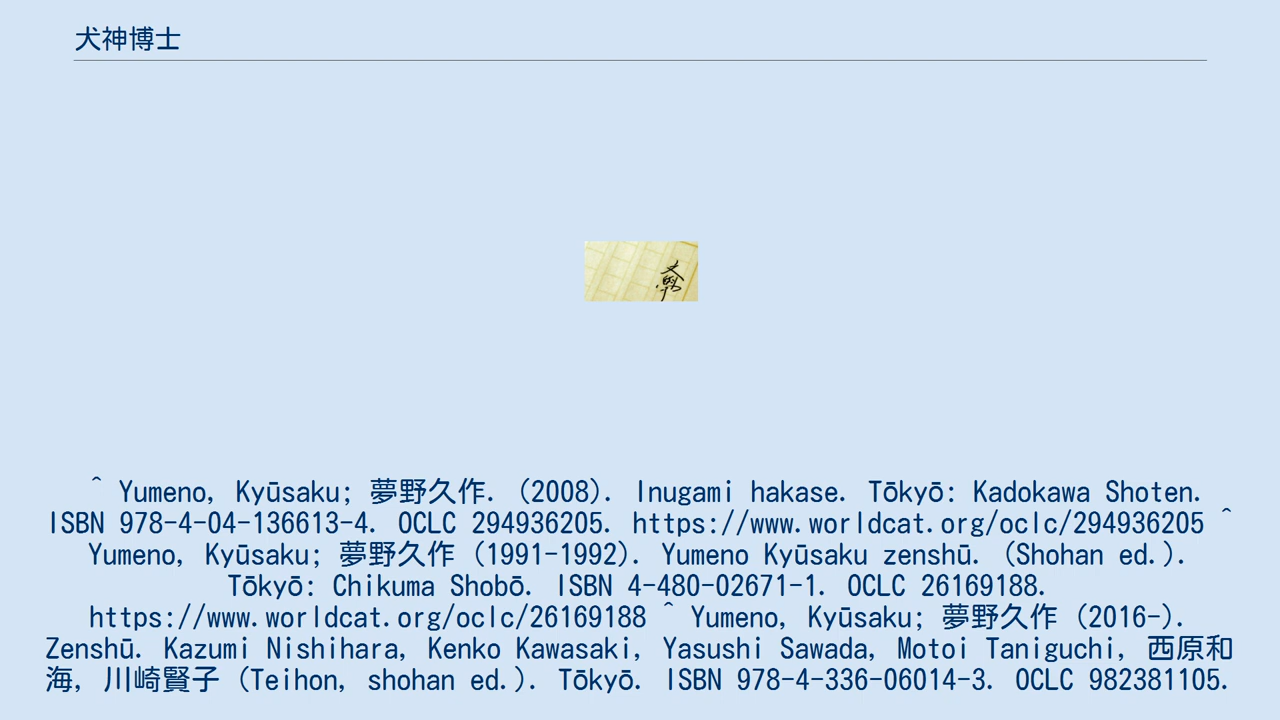 犬神博士
^ Yumeno, Kyūsaku; 夢野久作. (2008). Inugami hakase. Tōkyō: Kadokawa Shoten.
ISBN 978-4-04-136613-4. OCLC 294936205. https://www.worldcat.org/oclc/294936205 ^
Yumeno, Kyūsaku; 夢野久作 (1991-1992). Yumeno Kyūsaku zenshū. (Shohan ed.).
Tōkyō: Chikuma Shobō. ISBN 4-480-02671-1. OCLC 26169188.
https://www.worldcat.org/oclc/26169188 ^ Yumeno, Kyūsaku; 夢野久作 (2016-).
Zenshū. Kazumi Nishihara, Kenko Kawasaki, Yasushi Sawada, Motoi Taniguchi, 西原和
海, 川崎賢子 (Teihon, shohan ed.). Tōkyō. ISBN 978-4-336-06014-3. OCLC 982381105.